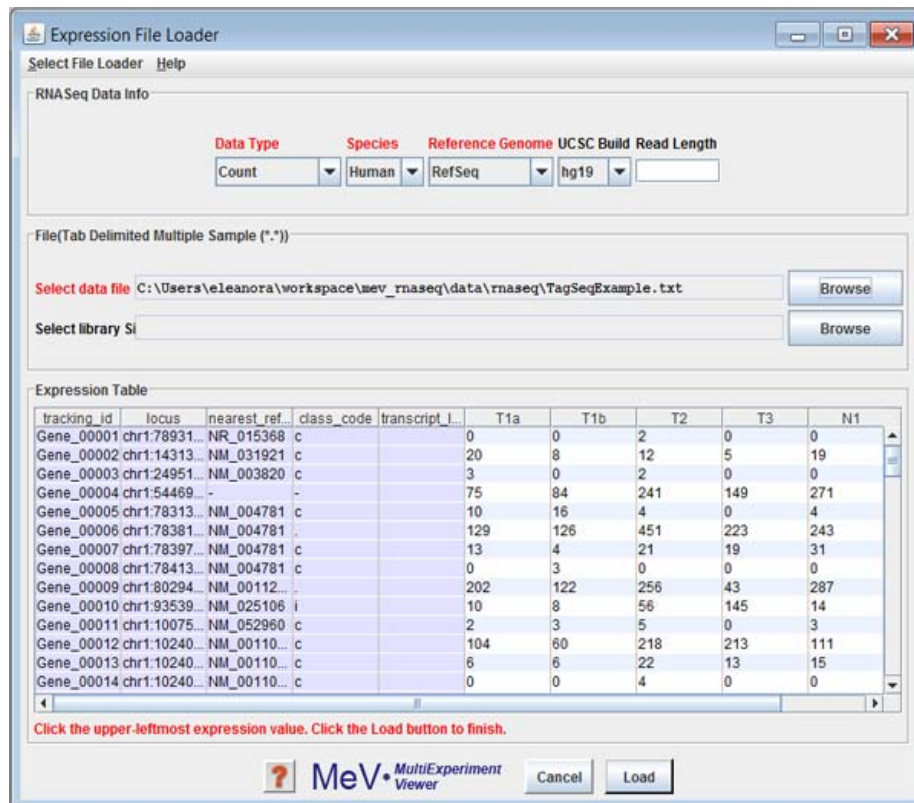 Expression File Loader
Select File Loader Help
RNASeq Data Info
Data Type Species Reference Genome UCSC Build Read Length
Count Human RefSeq hg19
File(Tab Delimited Multiple Sample (*.*))
Select data file C:\Users\eleanora\workspace\mev_rnaseq\data\rnaseq\TagSeqExample.txt Browse
Select library Si Browse
Expression Table
tracking_id locus nearest_ref... class_code transcript_l... T1a T1b T2 T3 N1
Gene_00001 chr1:78931... NR_015368 c 0 0 2 0 0
Gene_00002 chr1:14313... NM_031921 c 20 8 12 5 19
Gene_00003 chr1:24951... NM_003820 c 3 0 2 0 0
Gene_00004 chr1:54469... - - 75 84 241 149 271
Gene_00005 chr1:78313... NM_004781 c 10 16 4 0 4
Gene_00006 chr1:78381... NM_004781 . 129 126 451 223 243
Gene_00007 chr1:78397... NM_004781 c 13 4 21 19 31
Gene_00008 chr1:78413... NM_004781 c 0 3 0 0 0
Gene_00009 chr1:80294... NM_00112... . 202 122 256 43 287
Gene_00010 chr1:93539... NM_025106 i 10 8 56 145 14
Gene_00011 chr1:10075... NM_052960 c 2 3 5 0 3
Gene_00012 chr1:10240... NM_00110... c 104 60 218 213 111
Gene_00013 chr1:10240... NM_00110... c 6 6 22 13 15
Gene_00014 chr1:10240... NM_00110... c 0 0 4 0 0
Click the upper-leftmost expression value. Click the Load button to finish.
? MeV • MultiExperiment Viewer Cancel Load